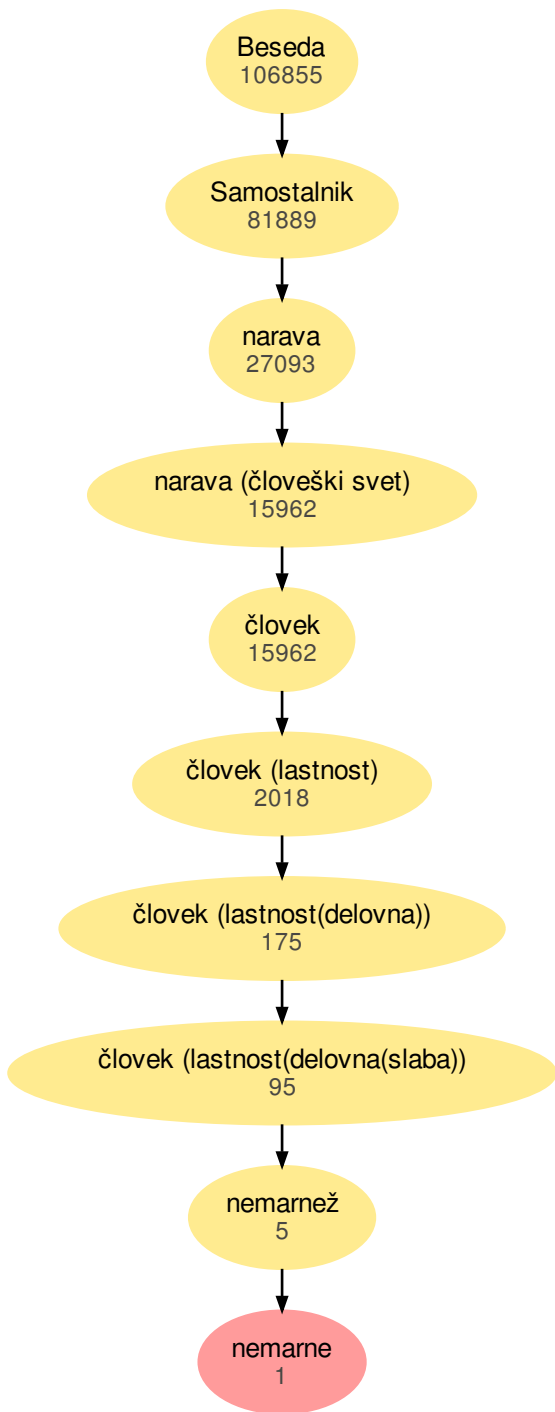 Beseda
106855
Samostalnik
81889
narava
27093
narava (človeški svet)
15962
človek
15962
človek (lastnost)
2018
človek (lastnost(delovna))
175
človek (lastnost(delovna(slaba))
95
nemarnež
5
nemarne
1